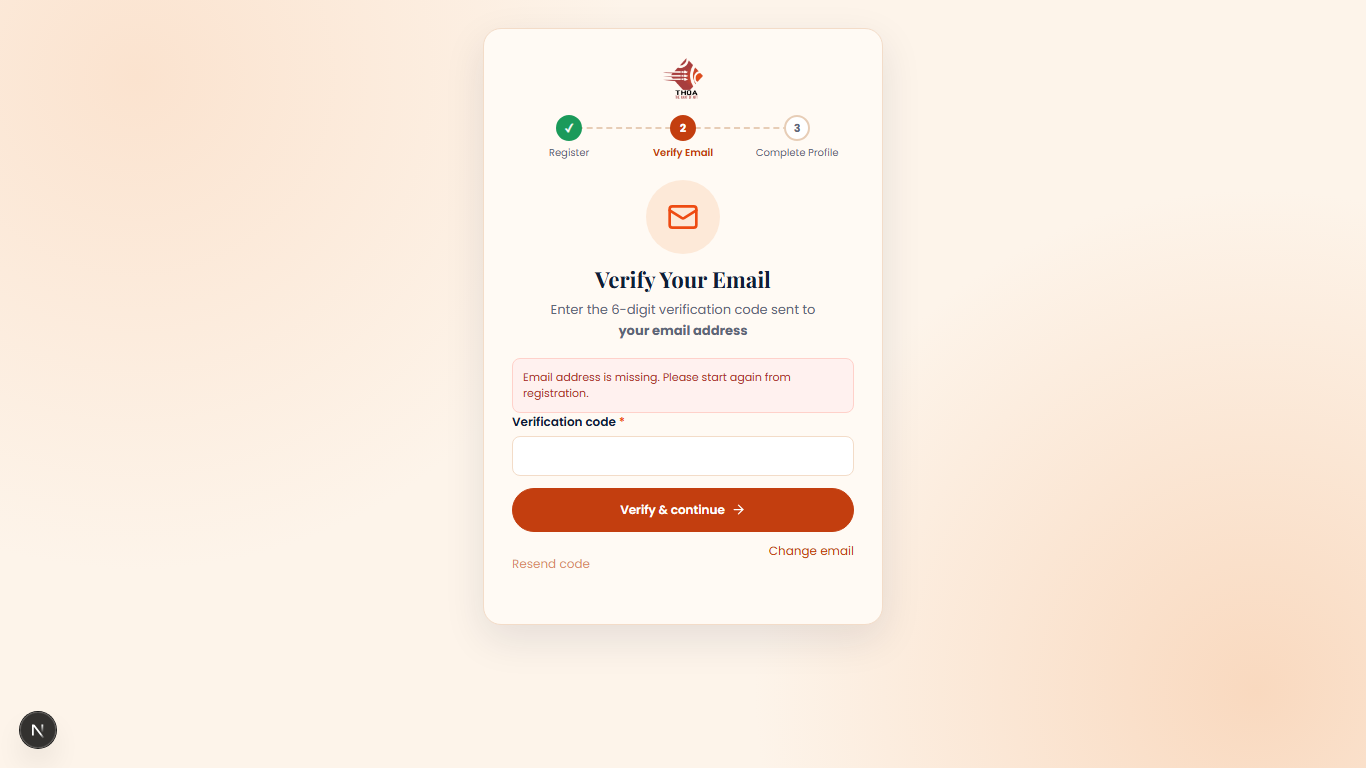 THOA
✓
2
3
Register
Verify Email
Complete Profile
Verify Your Email
Enter the 6-digit verification code sent to
your email address
Email address is missing. Please start again from
registration.
Verification code *
Verify & continue →
Change email
Resend code
N